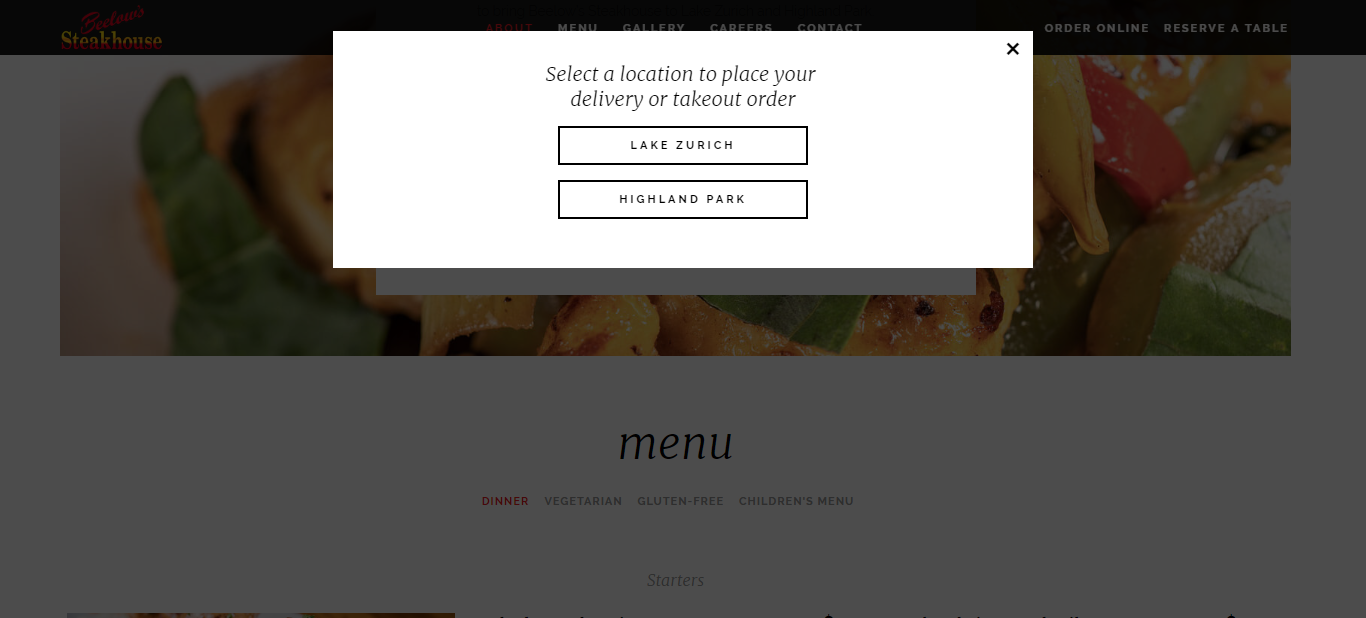 Beelow's
Steakhouse
ABOUT MENU GALLERY CAREERS CONTACT
ORDER ONLINE RESERVE A TABLE
Select a location to place your
delivery or takeout order
LAKE ZURICH
HIGHLAND PARK
menu
DINNER VEGETARIAN GLUTEN-FREE CHILDREN'S MENU
Starters